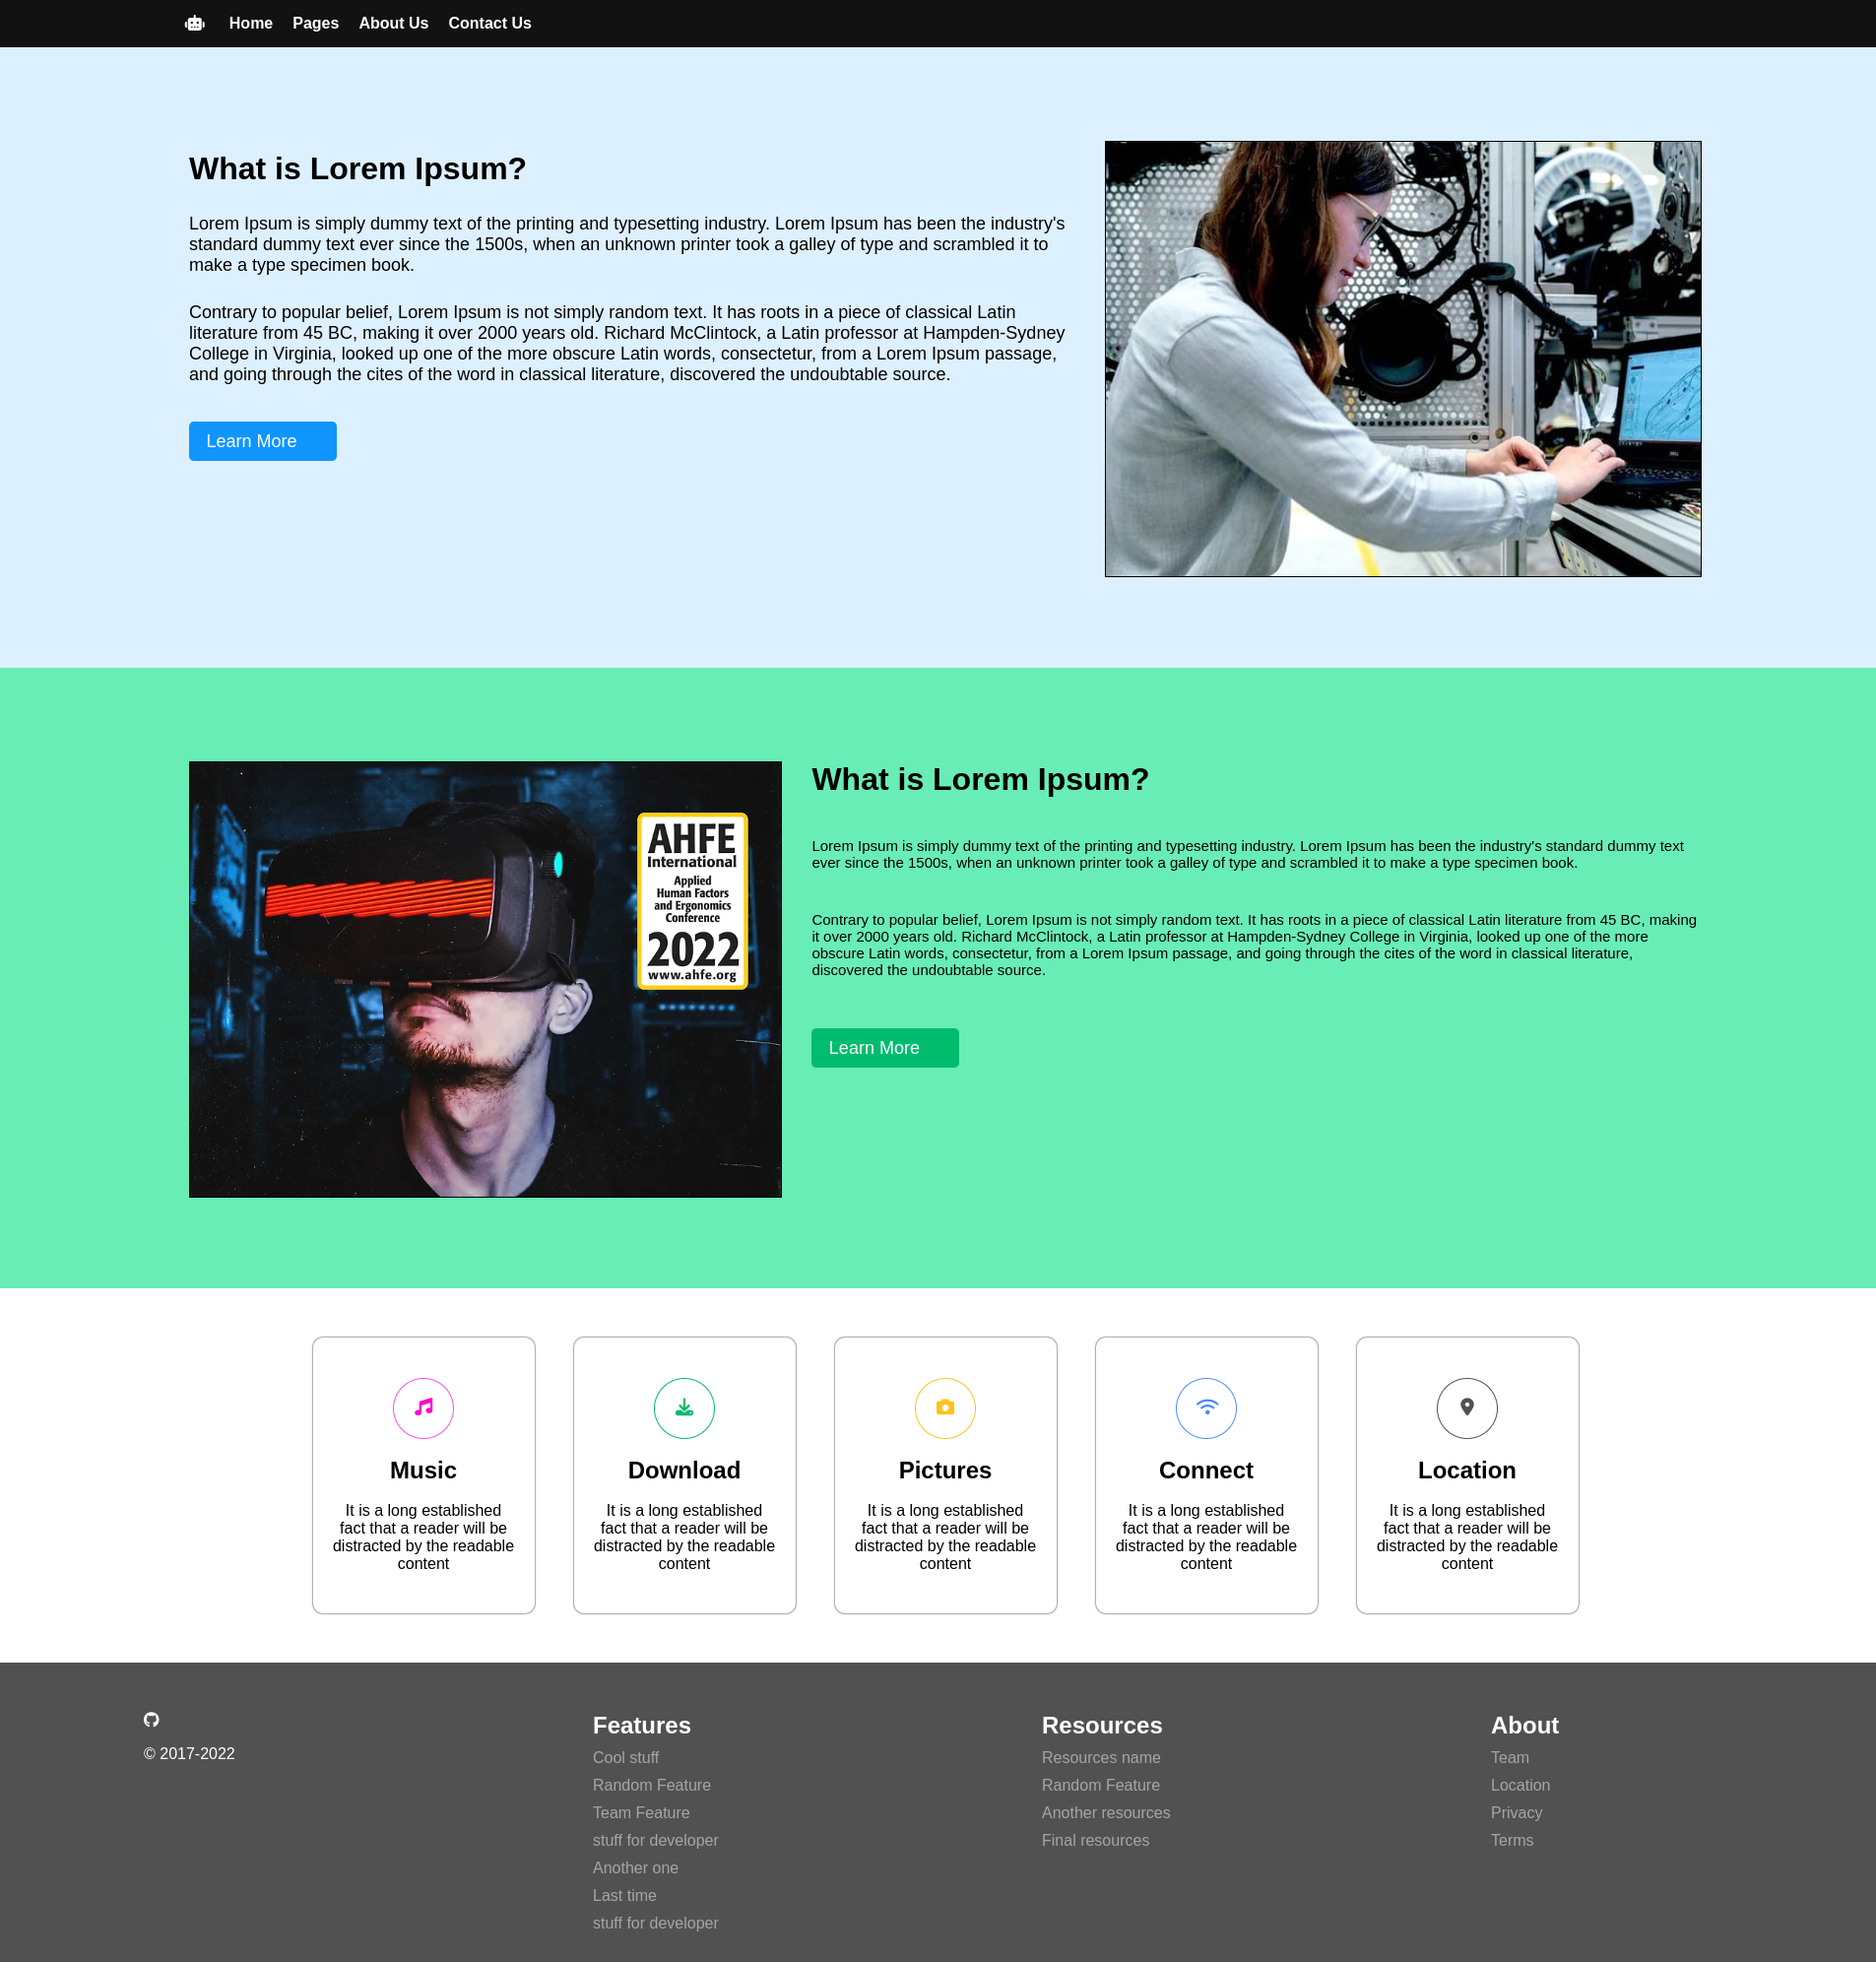 Home Pages About Us Contact Us
What is Lorem Ipsum?
Lorem Ipsum is simply dummy text of the printing and typesetting industry. Lorem Ipsum has been the industry's
standard dummy text ever since the 1500s, when an unknown printer took a galley of type and scrambled it to
make a type specimen book.
Contrary to popular belief, Lorem Ipsum is not simply random text. It has roots in a piece of classical Latin
literature from 45 BC, making it over 2000 years old. Richard McClintock, a Latin professor at Hampden-Sydney
College in Virginia, looked up one of the more obscure Latin words, consectetur, from a Lorem Ipsum passage,
and going through the cites of the word in classical literature, discovered the undoubtable source.
Learn More
DELL
AHFE
International
Applied
Human Factors
and Ergonomics
Conference
2022
www.ahfe.org
What is Lorem Ipsum?
Lorem Ipsum is simply dummy text of the printing and typesetting industry. Lorem Ipsum has been the industry's standard dummy text
ever since the 1500s, when an unknown printer took a galley of type and scrambled it to make a type specimen book.
Contrary to popular belief, Lorem Ipsum is not simply random text. It has roots in a piece of classical Latin literature from 45 BC, making
it over 2000 years old. Richard McClintock, a Latin professor at Hampden-Sydney College in Virginia, looked up one of the more
obscure Latin words, consectetur, from a Lorem Ipsum passage, and going through the cites of the word in classical literature,
discovered the undoubtable source.
Learn More
Music
It is a long established
fact that a reader will be
distracted by the readable
content
Download
It is a long established
fact that a reader will be
distracted by the readable
content
Pictures
It is a long established
fact that a reader will be
distracted by the readable
content
Connect
It is a long established
fact that a reader will be
distracted by the readable
content
Location
It is a long established
fact that a reader will be
distracted by the readable
content
© 2017-2022
Features
Cool stuff
Random Feature
Team Feature
stuff for developer
Another one
Last time
stuff for developer
Resources
Resources name
Random Feature
Another resources
Final resources
About
Team
Location
Privacy
Terms